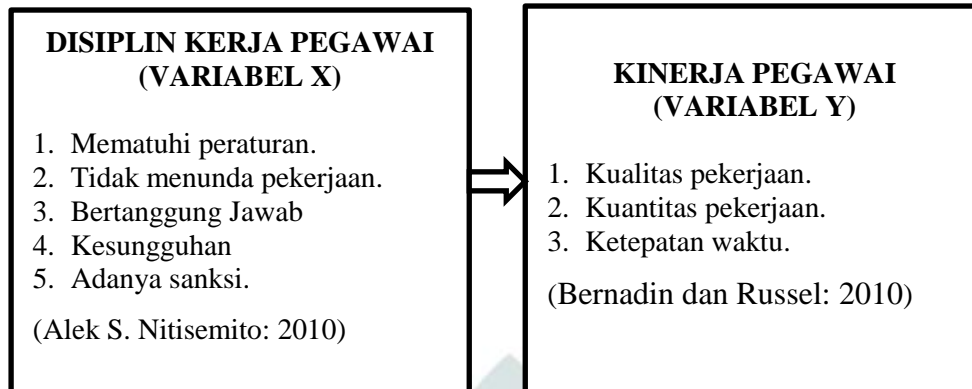 DISIPLIN KERJA PEGAWAI
(VARIABEL X)
1. Mematuhi peraturan.
2. Tidak menunda pekerjaan.
3. Bertanggung Jawab
4. Kesungguhan
5. Adanya sanksi.
(Alek S. Nitisemito: 2010)
KINERJA PEGAWAI
(VARIABEL Y)
1. Kualitas pekerjaan.
2. Kuantitas pekerjaan.
3. Ketepatan waktu.
(Bernadin dan Russel: 2010)